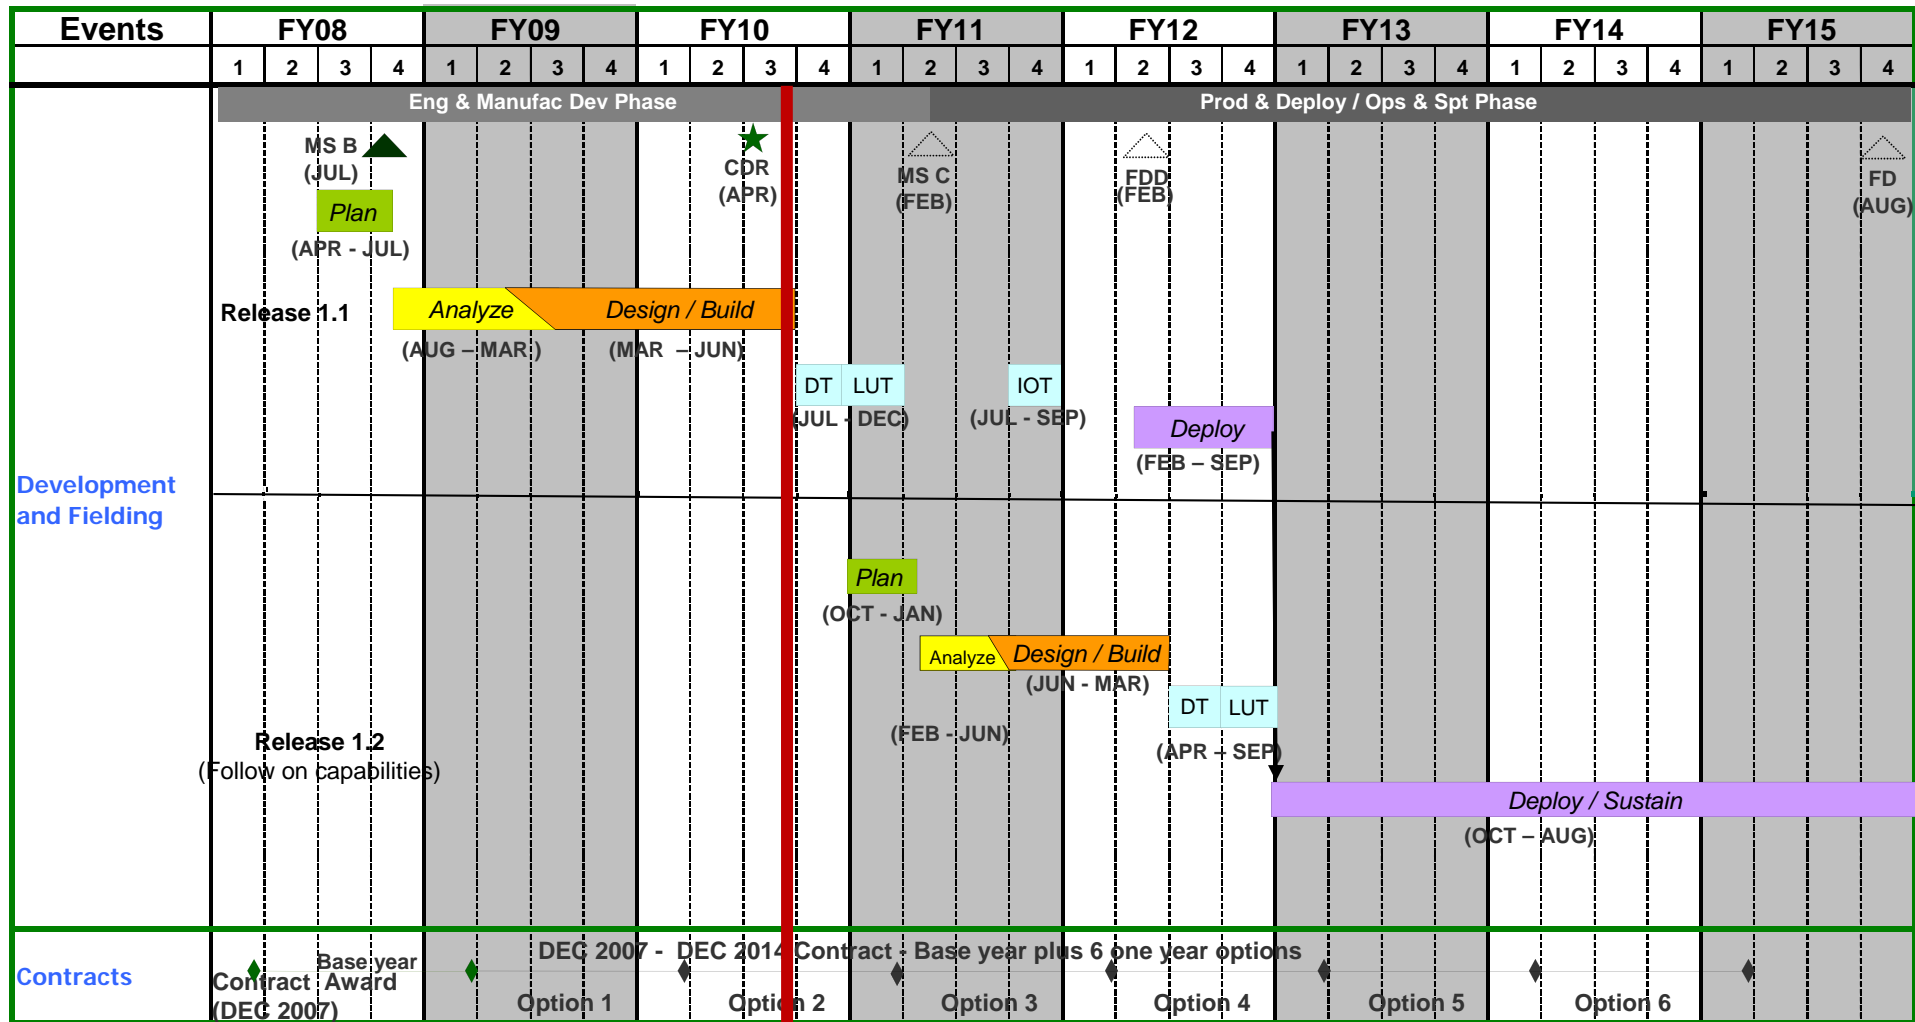 Events FY08 FY09 FY10 FY11 FY12 FY13 FY14 FY15
1 2 3 4 1 2 3 4 1 2 3 4 1 2 3 4 1 2 3 4 1 2 3 4 1 2 3 4 1 2 3 4
Eng & Manufac Dev Phase
Prod & Deploy / Ops & Spt Phase
MS B
(JUL)
CDR
(APR)
MS C
(FEB)
FDD
(FEB)
FD
(AUG)
Plan
(APR - JUL)
Release 1.1
Analyze
Design / Build
(AUG – MAR )
(MAR – JUN)
DT
LUT
IOT
(JUL - DEC)
(JUL - SEP)
Deploy
(FEB – SEP)
Development
and Fielding
Plan
(OCT - JAN)
Analyze
Design / Build
(JUN - MAR)
DT
LUT
(FEB - JUN)
(APR – SEP)
Release 1.2
(Follow on capabilities)
Deploy / Sustain
(OCT – AUG)
Contracts
DEC 2007 - DEC 2014 Contract - Base year plus 6 one year options
Base year
Contract Award
(DEC 2007)
Option 1
Option 2
Option 3
Option 4
Option 5
Option 6